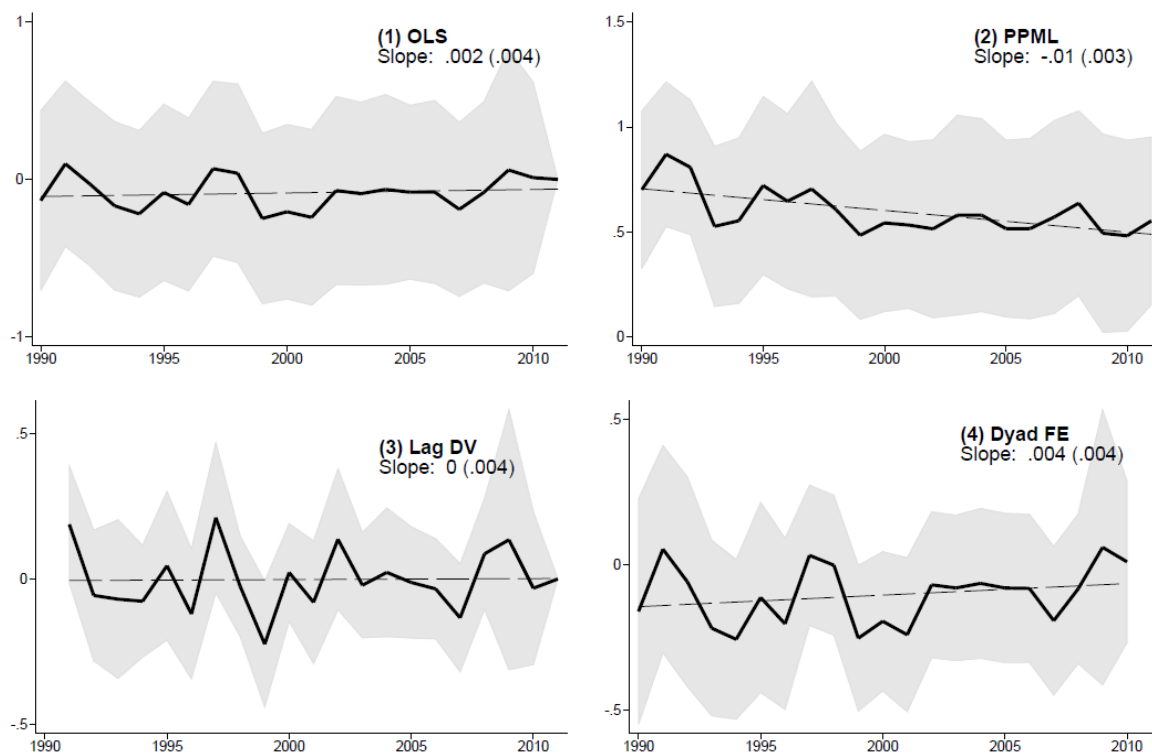 (1) OLS
Slope: .002 (.004)
1
0
-1
1990 1995 2000 2005 2010
(2) PPML
Slope: -.01 (.003)
1.5
1
.5
0
1990 1995 2000 2005 2010
(3) Lag DV
Slope: 0 (.004)
.5
0
-.5
1990 1995 2000 2005 2010
(4) Dyad FE
Slope: .004 (.004)
.5
0
-.5
1990 1995 2000 2005 2010